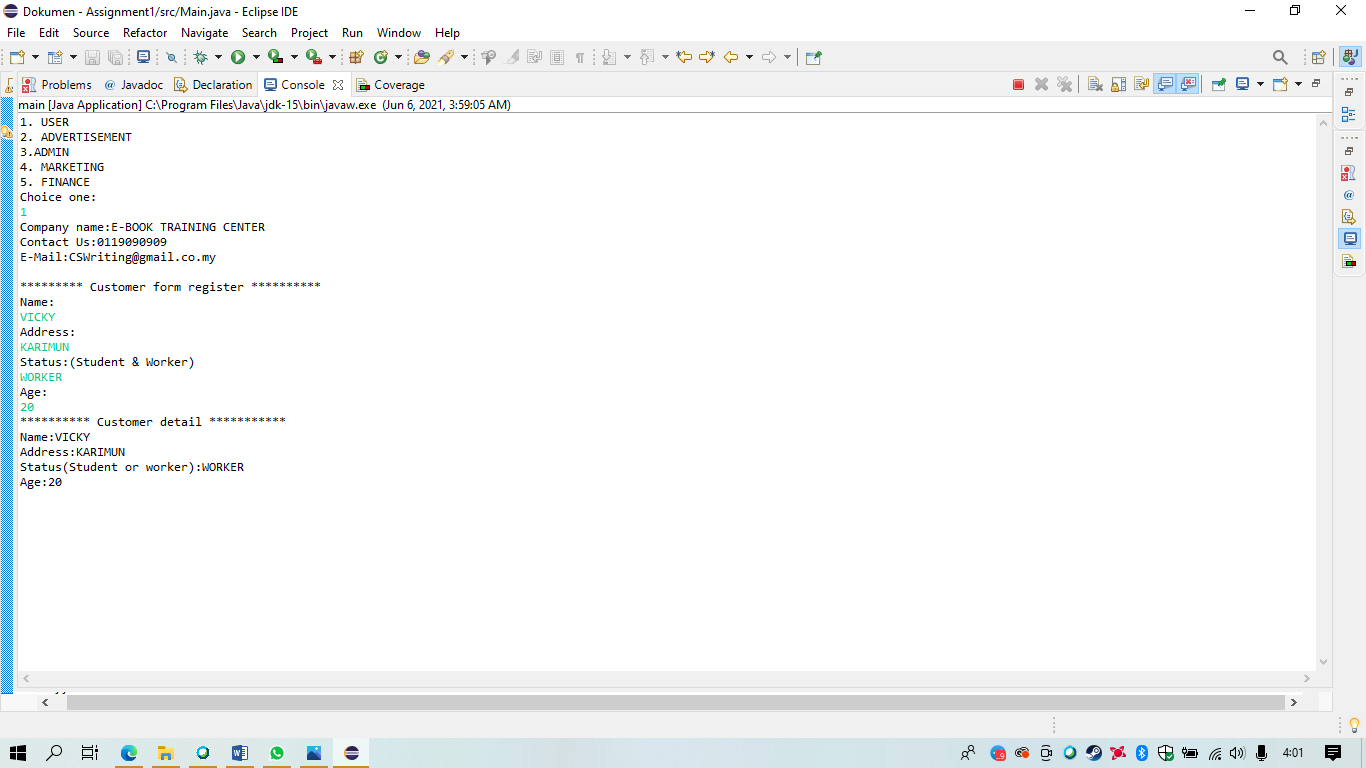 Dokumen - Assignment1/src/Main.java - Eclipse IDE
File Edit Source Refactor Navigate Search Project Run Window Help
Problems @ Javadoc Declaration Console Coverage
main [Java Application] C:\Program Files\Java\jdk-15\bin\javaw.exe (Jun 6, 2021, 3:59:05 AM)
1. USER
2. ADVERTISEMENT
3.ADMIN
4. MARKETING
5. FINANCE
Choice one:
1
Company name:E-BOOK TRAINING CENTER
Contact Us:0119090909
E-Mail:CSWriting@gmail.co.my
********* Customer form register **********
Name:
VICKY
Address:
KARIMUN
Status:(Student & Worker)
WORKER
Age:
20
********** Customer detail ***********
Name:VICKY
Address:KARIMUN
Status(Student or worker):WORKER
Age:20
4:01